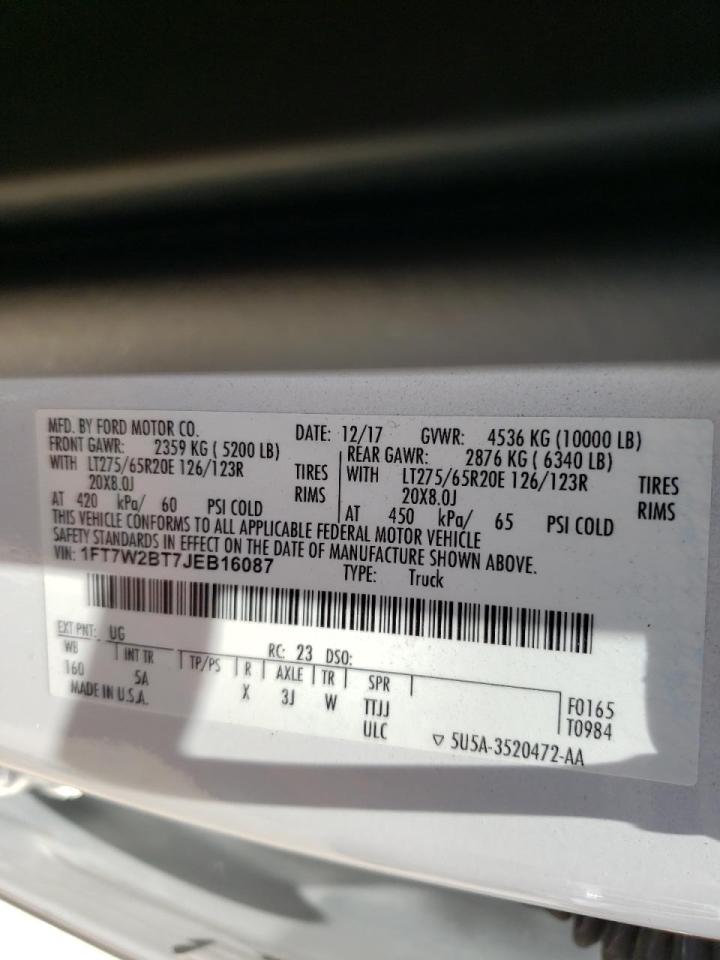 MFD. BY FORD MOTOR CO. DATE: 12/17 GVWR: 4536 KG (10000 LB)
FRONT GAWR: 2359 KG ( 5200 LB) REAR GAWR: 2876 KG ( 6340 LB)
WITH LT275/65R20E 126/123R TIRES WITH LT275/65R20E 126/123R TIRES
20X8.0J RIMS 20X8.0J RIMS
AT 420 kPa/ 60 PSI COLD AT 450 kPa/ 65 PSI COLD
THIS VEHICLE CONFORMS TO ALL APPLICABLE FEDERAL MOTOR VEHICLE
SAFETY STANDARDS IN EFFECT ON THE DATE OF MANUFACTURE SHOWN ABOVE.
VIN: 1FT7W2BT7JEB16087 TYPE: Truck
EXT PNT: UG RC: 23 DSO:
WB INT TR TP/PS R AXLE TR SPR
160 5A X 3J W TTJJ F0165
MADE IN U.S.A. ULC T0984
▽ 5U5A-3520472-AA